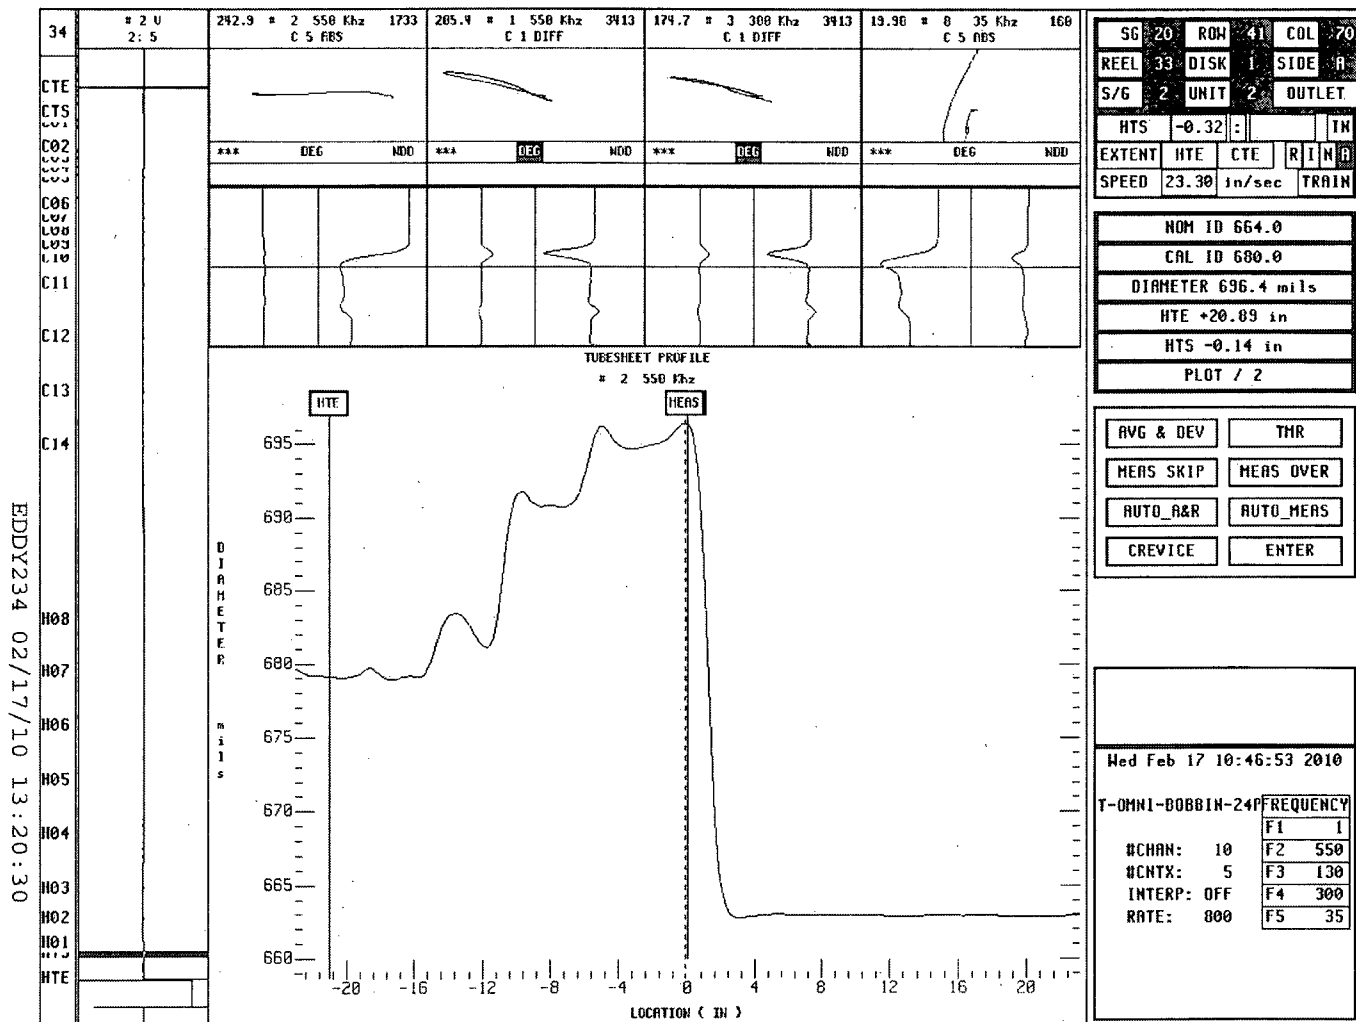 34
# 2 V
2: 5
242.9 # 2 550 Khz 1733
C 5 ABS
205.4 # 1 550 Khz 3413
C 1 DIFF
174.7 # 3 300 Khz 3413
C 1 DIFF
19.90 # 8 35 Khz 160
C 5 ABS
*** DEG NDD
*** DEG NDD
*** DEG NDD
*** DEG NDD
CTE
CTS
C02
C06
C07
C08
C09
C10
C11
C12
C13
C14
H08
H07
H06
H05
H04
H03
H02
H01
HTS
HTE
TUBESHEET PROFILE
# 2 550 Khz
HTE
MEAS
DIAMETER mils
695
690
685
680
675
670
665
660
-20 -16 -12 -8 -4 0 4 8 12 16 20
LOCATION ( IN )
SG 20 ROW 41 COL 70
REEL 33 DISK 1 SIDE A
S/G 2 UNIT 2 OUTLET
HTS -0.32 : IN
EXTENT HTE CTE R I N A
SPEED 23.30 in/sec TRAIN
NOM ID 664.0
CAL ID 680.0
DIAMETER 696.4 mils
HTE +20.89 in
HTS -0.14 in
PLOT / 2
AVG & DEV TMR
MEAS SKIP MEAS OVER
AUTO_A&R AUTO_MEAS
CREVICE ENTER
Wed Feb 17 10:46:53 2010
T-OMNI-BOBBIN-24P FREQUENCY
F1 1
#CHAN: 10 F2 550
#CNTX: 5 F3 130
INTERP: OFF F4 300
RATE: 800 F5 35
EDDY234 02/17/10 13:20:30